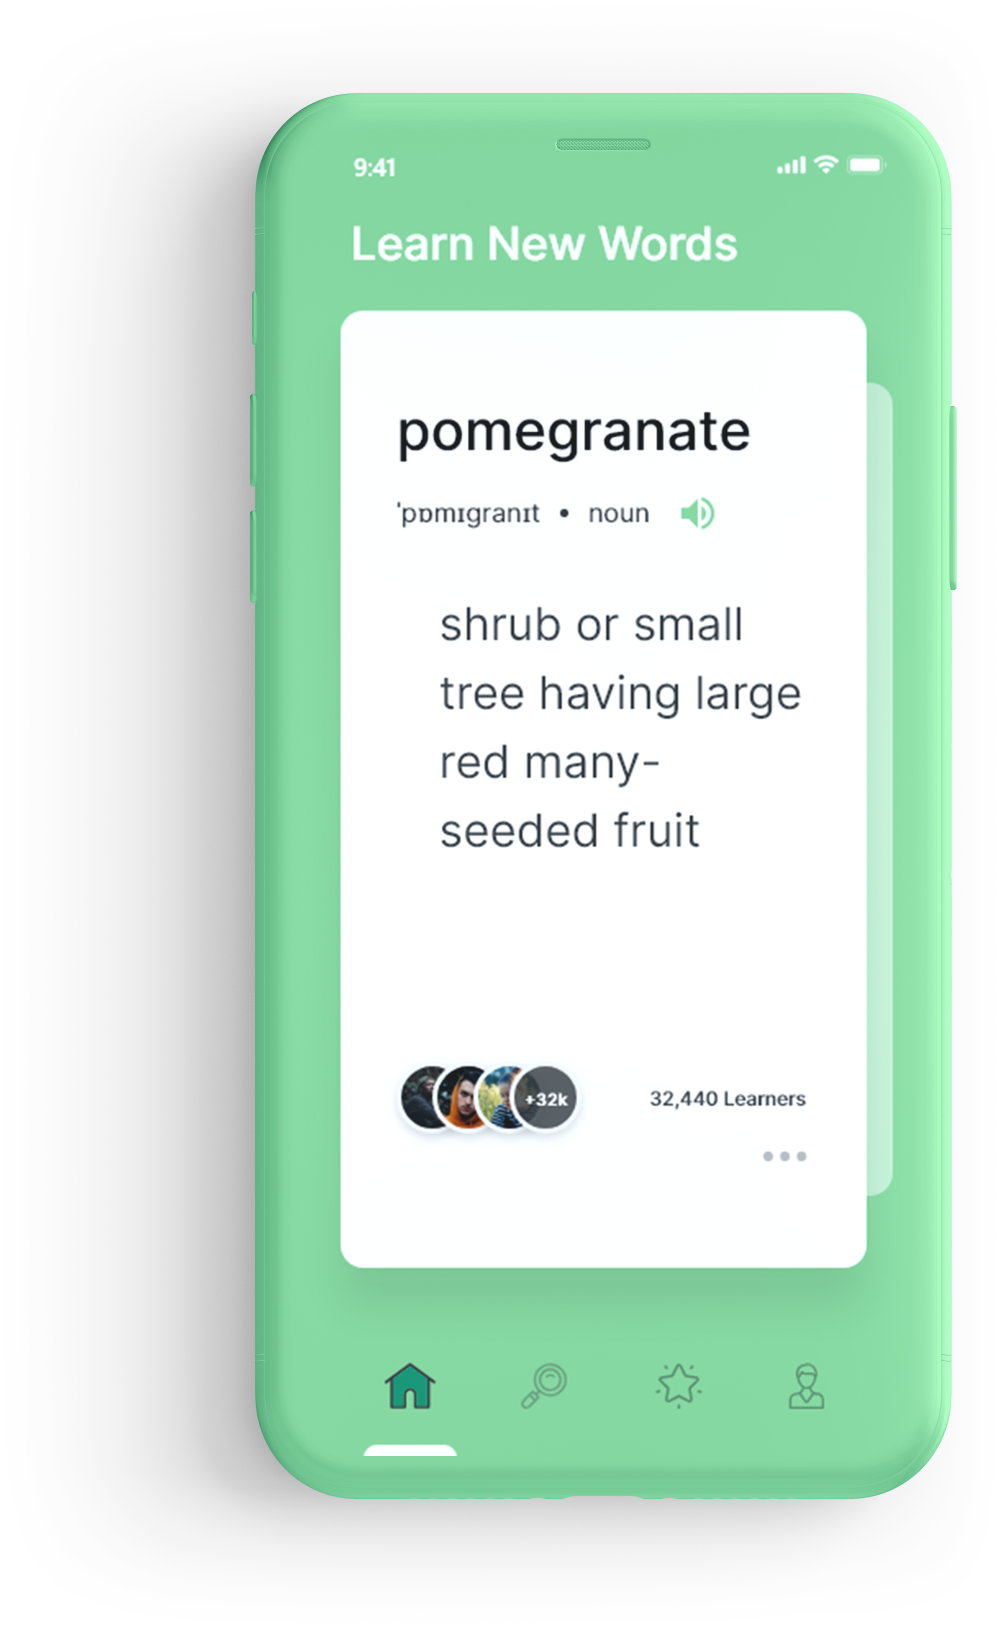 9:41
Learn New Words
pomegranate
ˈpɒmɪgranɪt • noun
shrub or small
tree having large
red many-
seeded fruit
+32k
32,440 Learners